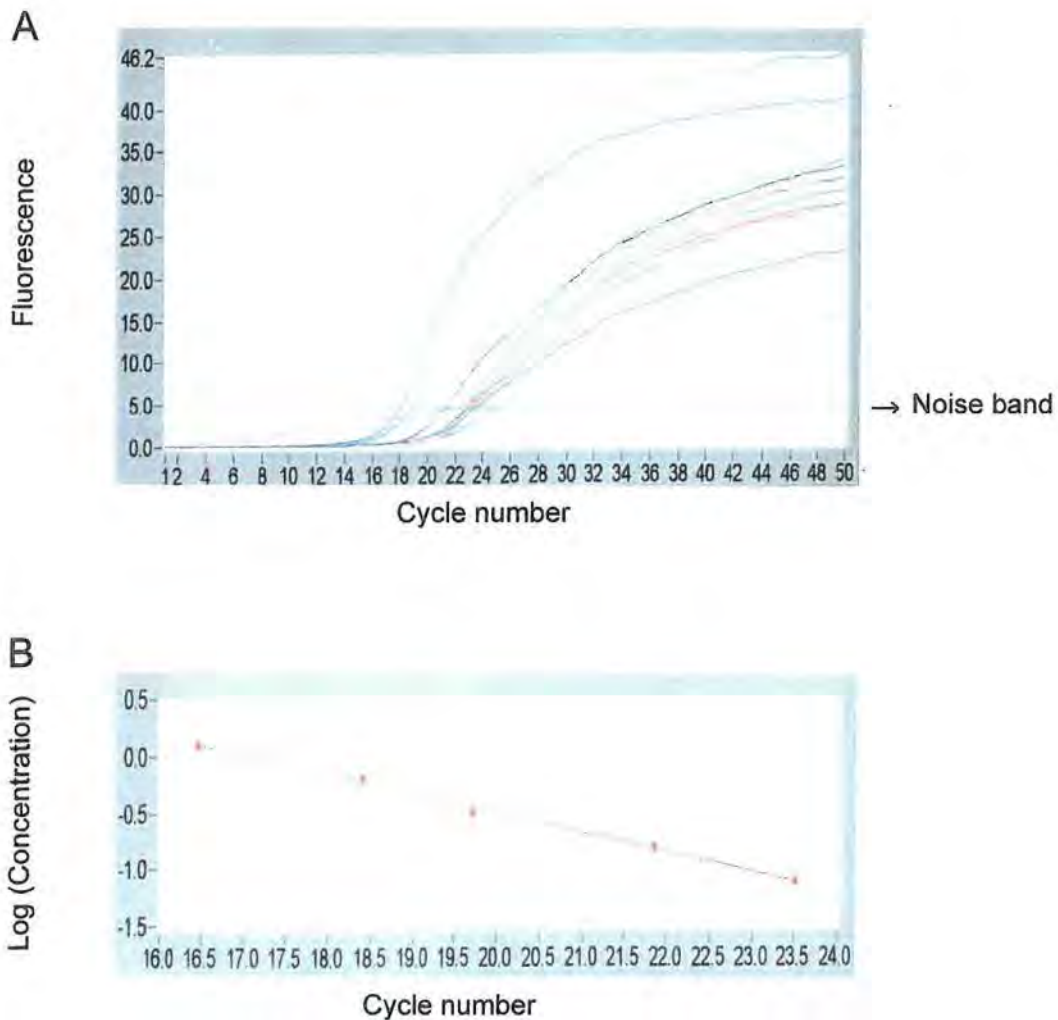 A
46.2
40.0
35.0
30.0
25.0
20.0
15.0
10.0
5.0
0.0
Fluorescence
→ Noise band
1 2 4 6 8 10 12 14 16 18 20 22 24 26 28 30 32 34 36 38 40 42 44 46 48 50
Cycle number
B
0.5
0.0
-0.5
-1.0
-1.5
Log (Concentration)
16.0 16.5 17.0 17.5 18.0 18.5 19.0 19.5 20.0 20.5 21.0 21.5 22.0 22.5 23.0 23.5 24.0
Cycle number